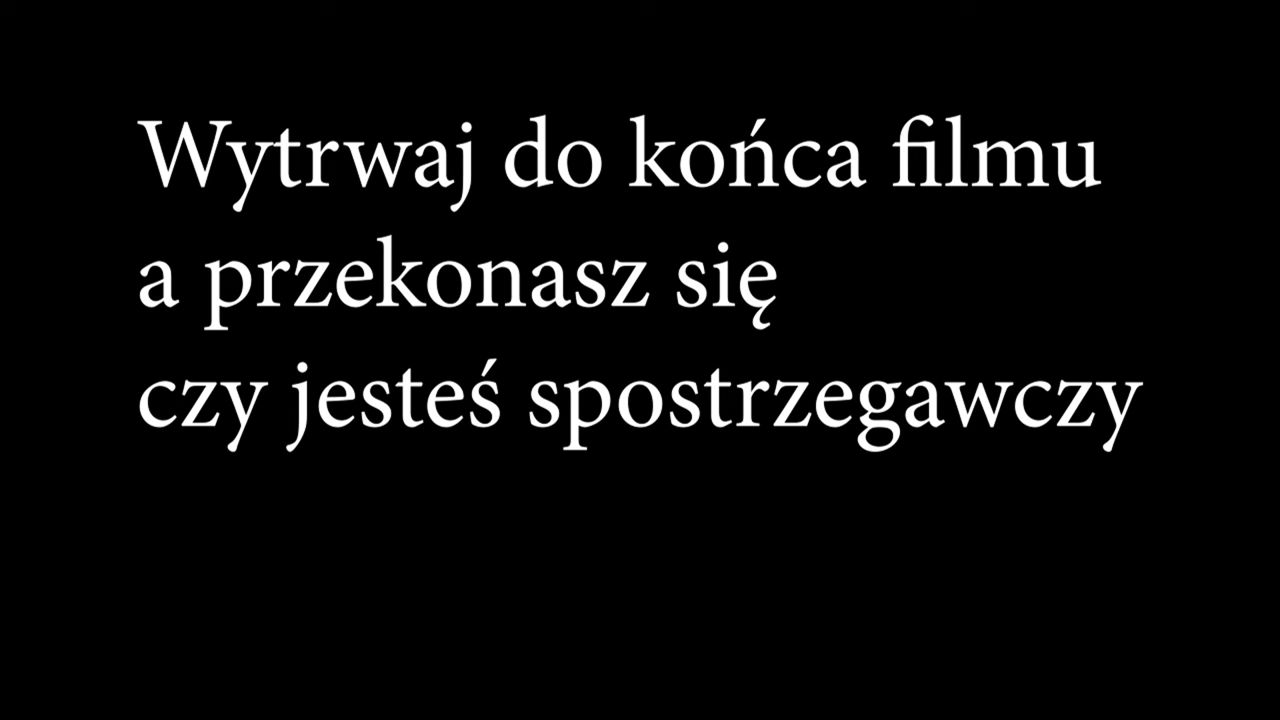 Wytrwaj do końca filmu
a przekonasz się
czy jesteś spostrzegawczy